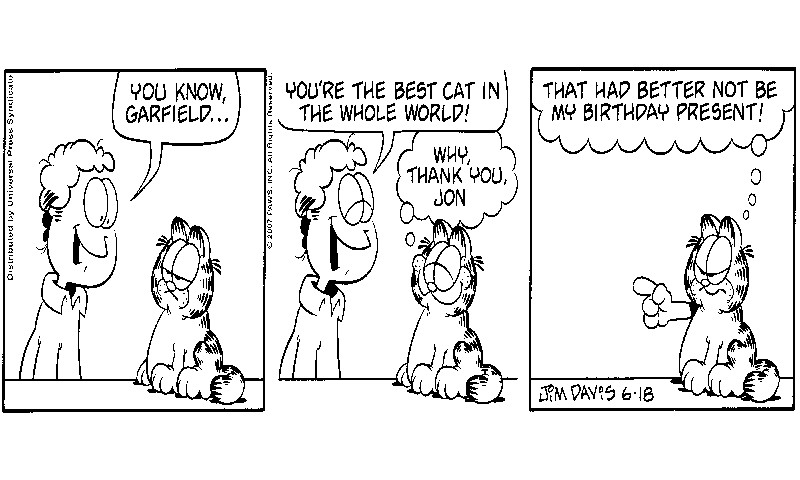 Distributed by Universal Press Syndicate
YOU KNOW,
GARFIELD...
© 2007 PAWS, INC. All Rights Reserved.
YOU'RE THE BEST CAT IN
THE WHOLE WORLD!
WHY,
THANK YOU,
JON
THAT HAD BETTER NOT BE
MY BIRTHDAY PRESENT!
JIM DAVIS 6-18